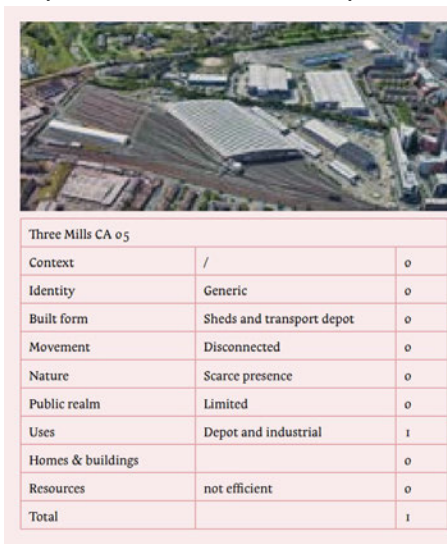 Three Mills CA 05
Context / 0
Identity Generic 0
Built form Sheds and transport depot 0
Movement Disconnected 0
Nature Scarce presence 0
Public realm Limited 0
Uses Depot and industrial 1
Homes & buildings 0
Resources not efficient 0
Total 1